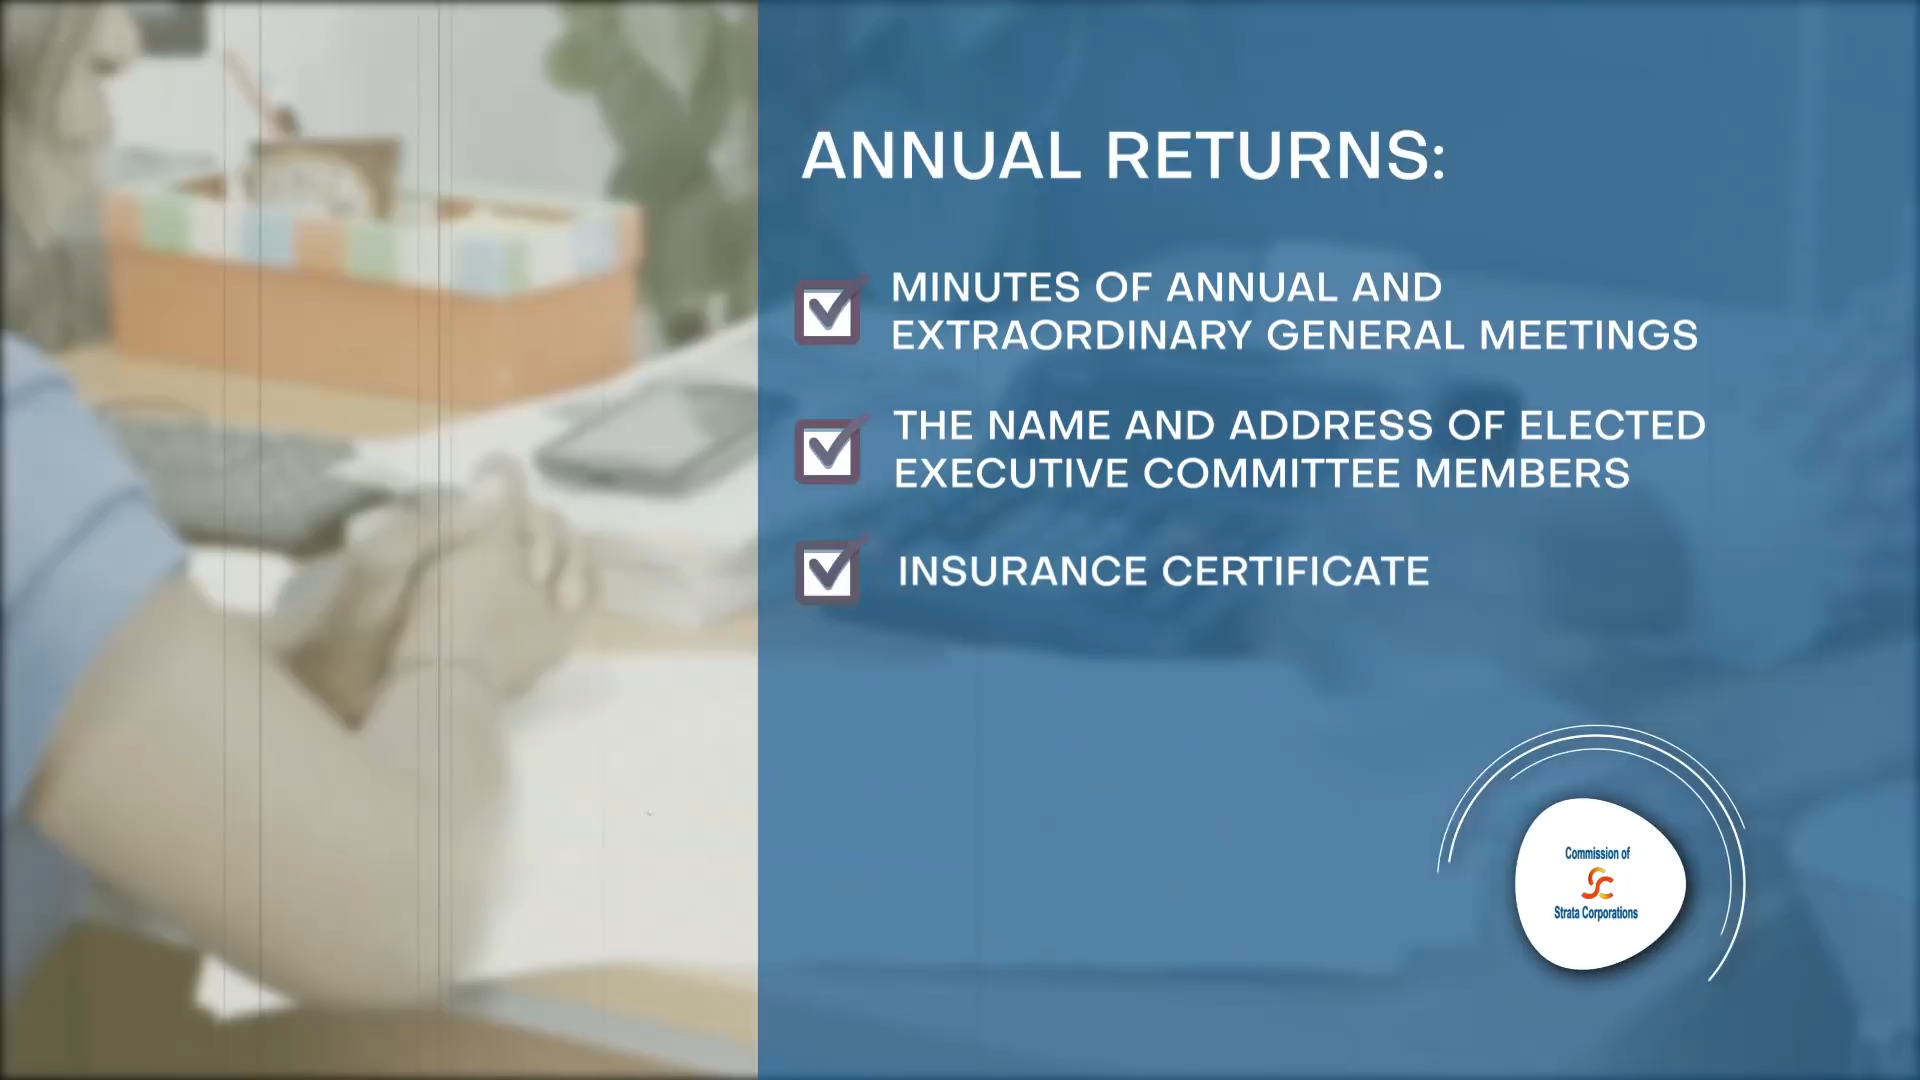 ANNUAL RETURNS:
MINUTES OF ANNUAL AND
EXTRAORDINARY GENERAL MEETINGS
THE NAME AND ADDRESS OF ELECTED
EXECUTIVE COMMITTEE MEMBERS
INSURANCE CERTIFICATE
Commission of
SC
Strata Corporations